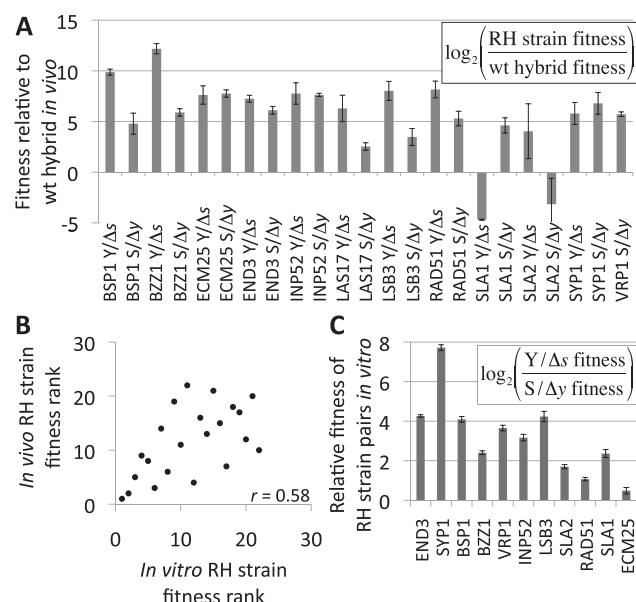 A
Fitness relative to
wt hybrid in vivo
15
10
5
0
-5
log2(RH strain fitness / wt hybrid fitness)
BSP1 Y/Δs
BSP1 S/Δy
BZZ1 Y/Δs
BZZ1 S/Δy
ECM25 Y/Δs
ECM25 S/Δy
END3 Y/Δs
END3 S/Δy
INP52 Y/Δs
INP52 S/Δy
LAS17 Y/Δs
LAS17 S/Δy
LSB3 Y/Δs
LSB3 S/Δy
RAD51 Y/Δs
RAD51 S/Δy
SLA1 Y/Δs
SLA1 S/Δy
SLA2 Y/Δs
SLA2 S/Δy
SYP1 Y/Δs
SYP1 S/Δy
VRP1 S/Δy
B
In vivo RH strain
fitness rank
30
20
10
0
r = 0.58
0 10 20 30
In vitro RH strain
fitness rank
C
Relative fitness of
RH strain pairs in vitro
8
6
4
2
0
log2(Y/Δs fitness / S/Δy fitness)
END3
SYP1
BSP1
BZZ1
VRP1
INP52
LSB3
SLA2
RAD51
SLA1
ECM25